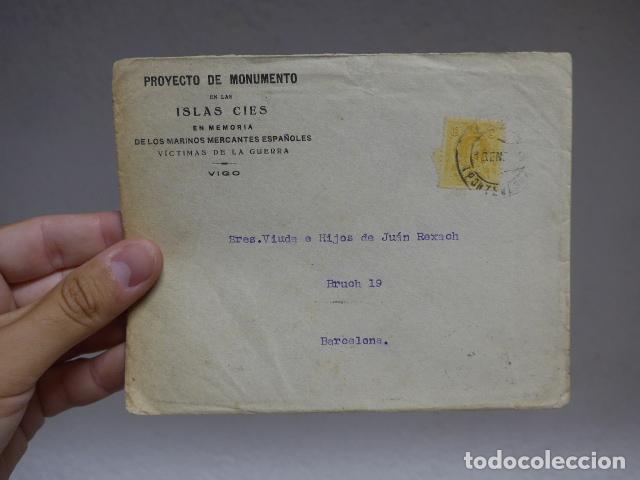 PROYECTO DE MONUMENTO
EN LAS
ISLAS CIES
EN MEMORIA
DE LOS MARINOS MERCANTES ESPAÑOLES
VÍCTIMAS DE LA GUERRA
VIGO
Sres.Viuda e Hijos de Juán Rexach
Bruch 19
Barcelona.
todocoleccion.net